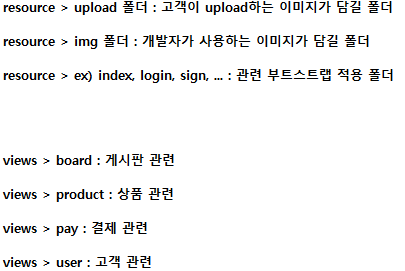 resource > upload 폴더 : 고객이 upload하는 이미지가 담길 폴더
resource > img 폴더 : 개발자가 사용하는 이미지가 담길 폴더
resource > ex) index, login, sign, ... : 관련 부트스트랩 적용 폴더
views > board : 게시판 관련
views > product : 상품 관련
views > pay : 결제 관련
views > user : 고객 관련